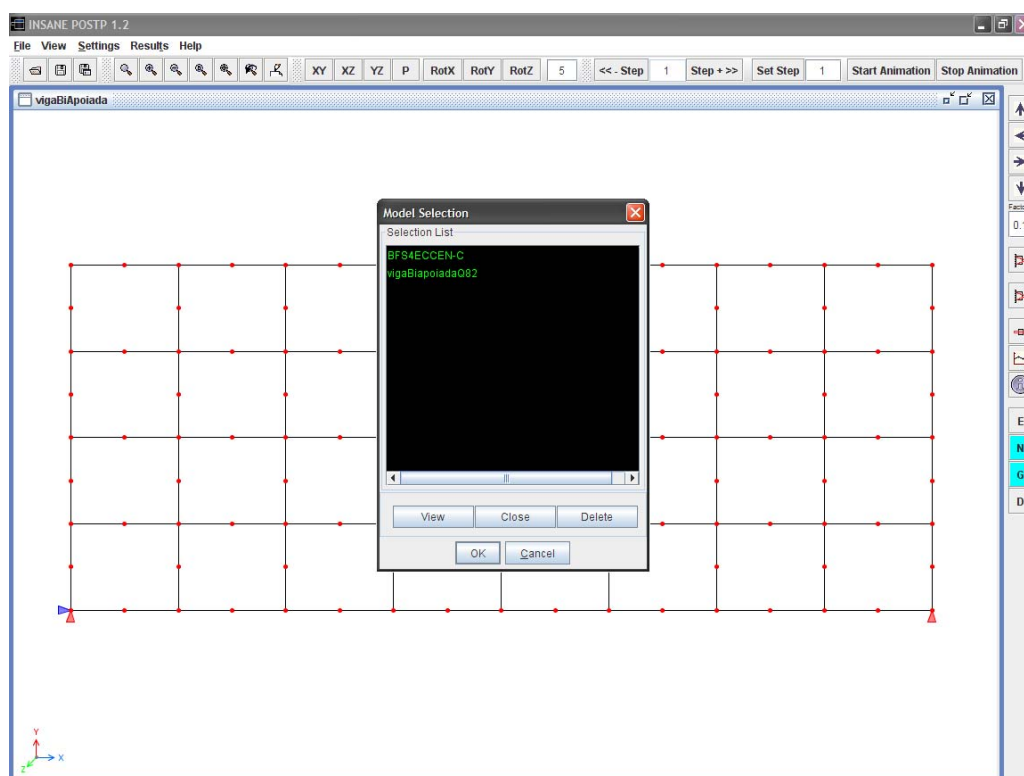 INSANE POSTP 1.2
File View Settings Results Help
XY XZ YZ P RotX RotY RotZ 5 <<- Step 1 Step + >> Set Step 1 Start Animation Stop Animation
vigaBiApoiada
Model Selection
Selection List
BFS4ECCEN-C
vigaBiapoiadaQ82
View Close Delete
OK Cancel
0.1
E
N
G
D
Y
X
Z